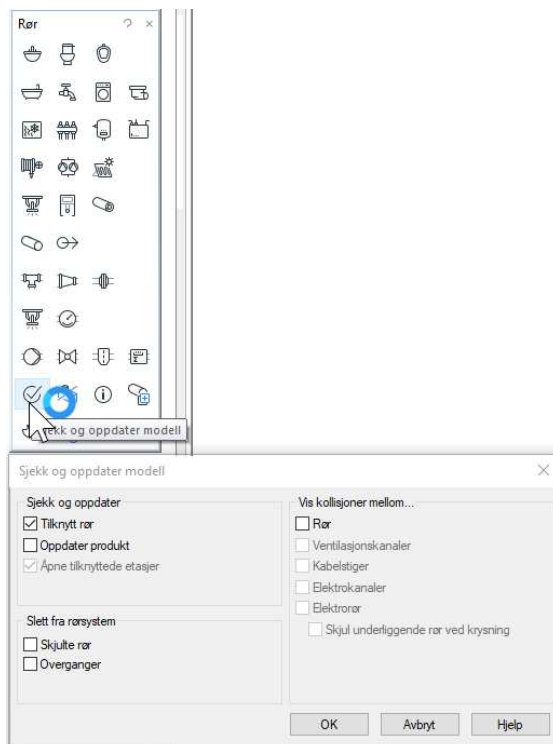 Rør
Sjekk og oppdater modell
Sjekk og oppdater modell
Sjekk og oppdater
Tilknytt rør
Oppdater produkt
Åpne tilknyttede etasjer
Slett fra rørsystem
Skjulte rør
Overganger
Vis kollisjoner mellom...
Rør
Ventilasjonskanaler
Kabelstiger
Elektrokanaler
Elektrorør
Skjul underliggende rør ved krysning
OK
Avbryt
Hjelp